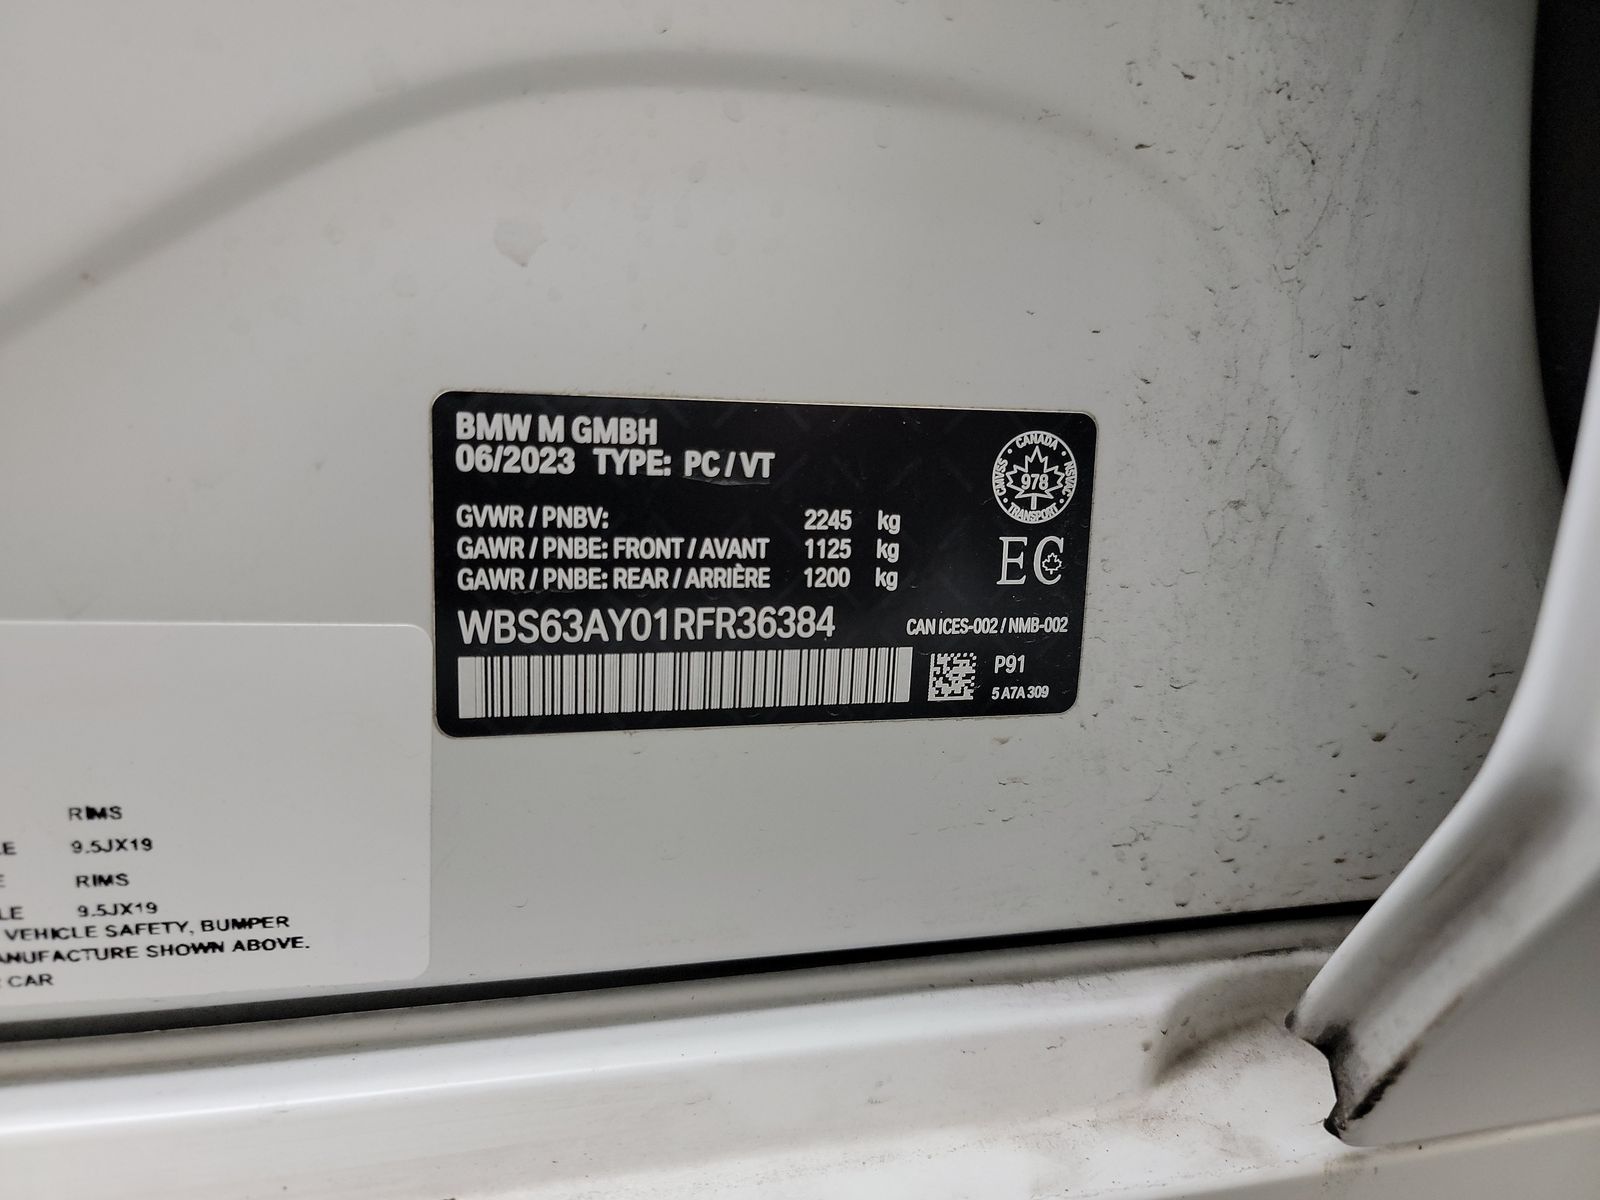 BMW M GMBH
06/2023 TYPE: PC/VT
GVWR / PNBV: 2245 kg
GAWR / PNBE: FRONT / AVANT 1125 kg
GAWR / PNBE: REAR / ARRIÈRE 1200 kg
WBS63AY01RFR36384
CANADA
CMVSS 978 NSVAC
TRANSPORT
EC
CAN ICES-002 / NMB-002
P91
5 A7A 309
RIMS
9.5JX19
RIMS
9.5JX19
VEHICLE SAFETY, BUMPER
SHOWN ABOVE.
CAR